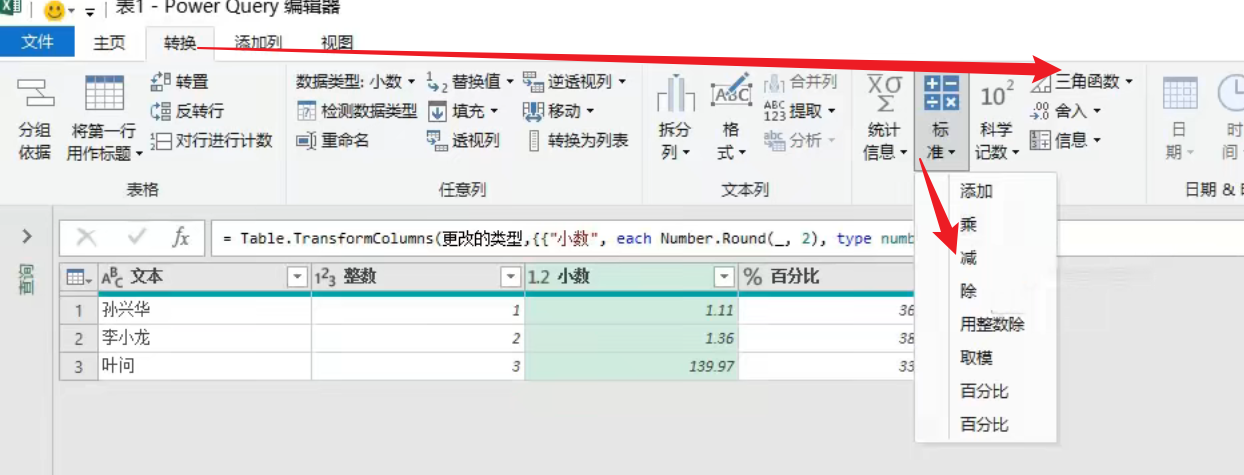 表1 - Power Query 编辑器
文件 主页 转换 添加列 视图
转置 数据类型: 小数 替换值 逆透视列 合并列 三角函数
反转行 检测数据类型 填充 移动 提取 舍入
对行进行计数 重命名 透视列 转换为列表 分析 信息
分组依据 将第一行用作标题 拆分列 格式 统计信息 标准 科学记数 日期 时间
表格 任意列 文本列 日期 &
= Table.TransformColumns(更改的类型,{{"小数", each Number.Round(_, 2), type numb
查询
文本 整数 小数 百分比
1 孙兴华 1 1.11 36
2 李小龙 2 1.36 38
3 叶问 3 139.97 33
添加
乘
减
除
用整数除
取模
百分比
百分比